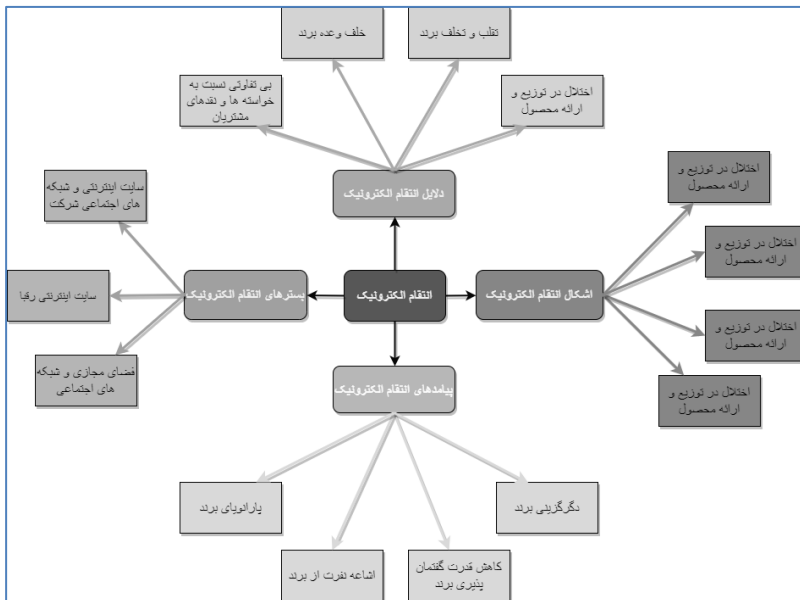 تقلب و تخلف برند
خلف وعده برند
اختلال در توزیع و
ارائه محصول
بی تفاوتی نسبت به
خواسته ها و نقدهای
مشتریان
دلایل انتقام الکترونیک
اختلال در توزیع و
ارائه محصول
اختلال در توزیع و
ارائه محصول
اختلال در توزیع و
ارائه محصول
اختلال در توزیع و
ارائه محصول
اشکال انتقام الکترونیک
انتقام الکترونیک
بسترهای انتقام الکترونیک
سایت اینترنتی و شبکه
های اجتماعی شرکت
سایت اینترنتی رقبا
فضای مجازی و شبکه
های اجتماعی
پیامدهای انتقام الکترونیک
دگرگزینی برند
کاهش قدرت گفتمان
پذیری برند
اشاعه نفرت از برند
پارانویای برند